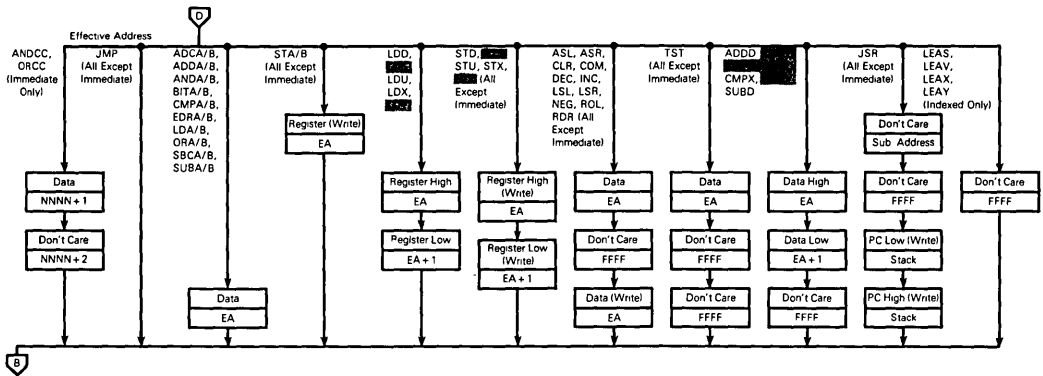 D
Effective Address
ANDCC,
ORCC
(Immediate
Only)
JMP
(All Except
Immediate)
ADCA/B,
ADDA/B,
ANDA/B,
BITA/B,
CMPA/B,
EDRA/B,
LDA/B,
ORA/B,
SBCA/B,
SUBA/B
STA/B
(All Except
Immediate)
LDD,
LDU,
LDX,
STD,
STU, STX,
(All
Except
Immediate)
ASL, ASR,
CLR, COM,
DEC, INC,
LSL, LSR,
NEG, ROL,
RDR (All
Except
Immediate)
TST
(All Except
Immediate)
ADDD
CMPX,
SUBD
JSR
(All Except
Immediate)
LEAS,
LEAV,
LEAX,
LEAY
(Indexed Only)
Data
NNNN + 1
Don't Care
NNNN + 2
Data
EA
Register (Write)
EA
Register High
EA
Register Low
EA + 1
Register High
(Write)
EA
Register Low
(Write)
EA + 1
Data
EA
Don't Care
FFFF
Data (Write)
EA
Data
EA
Don't Care
FFFF
Don't Care
FFFF
Data High
EA
Data Low
EA + 1
Don't Care
FFFF
Don't Care
Sub Address
Don't Care
FFFF
PC Low (Write)
Stack
PC High (Write)
Stack
Don't Care
FFFF
B